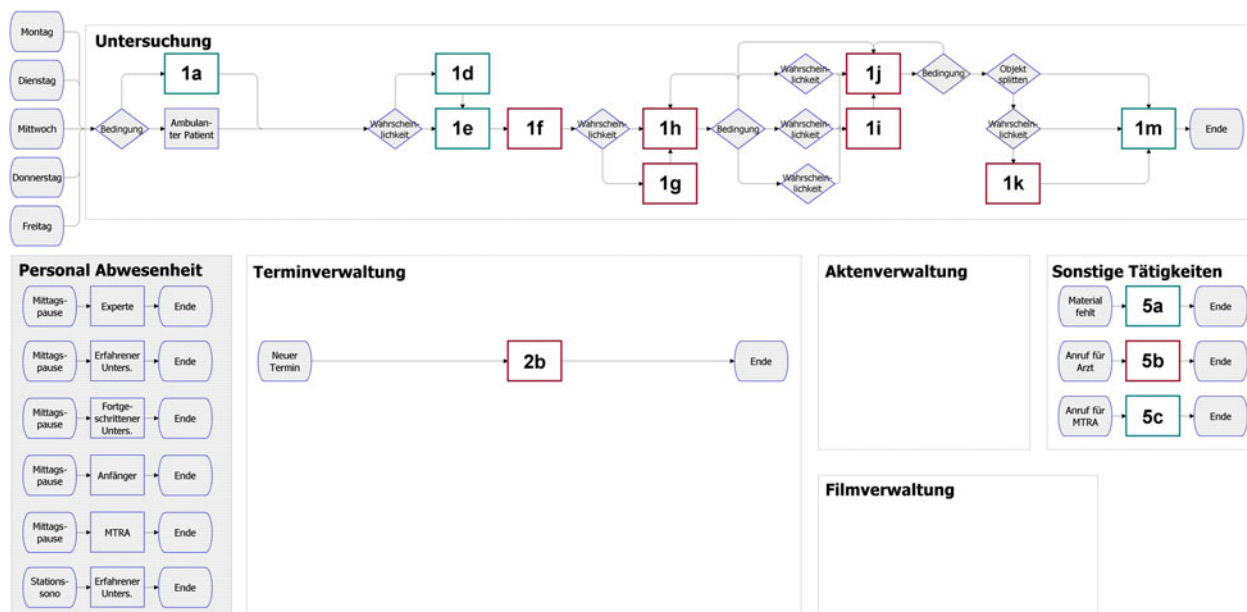 Montag
Dienstag
Mittwoch
Donnerstag
Freitag
Untersuchung
1a
Bedingung
Ambulan-
ter Patient
Wahrschein-
lichkeit
1d
1e
1f
Wahrschein-
lichkeit
1h
1g
Bedingung
Wahrschein-
lichkeit
Wahrschein-
lichkeit
Wahrschein-
lichkeit
1j
1i
Bedingung
Objekt
splitten
Wahrschein-
lichkeit
1k
1m
Ende
Personal Abwesenheit
Mittags-
pause
Experte
Ende
Mittags-
pause
Erfahrener
Unters.
Ende
Mittags-
pause
Fortge-
schrittener
Unters.
Ende
Mittags-
pause
Anfänger
Ende
Mittags-
pause
MTRA
Ende
Stations-
sono
Erfahrener
Unters.
Ende
Terminverwaltung
Neuer
Termin
2b
Ende
Aktenverwaltung
Filmverwaltung
Sonstige Tätigkeiten
Material
fehlt
5a
Ende
Anruf für
Arzt
5b
Ende
Anruf für
MTRA
5c
Ende